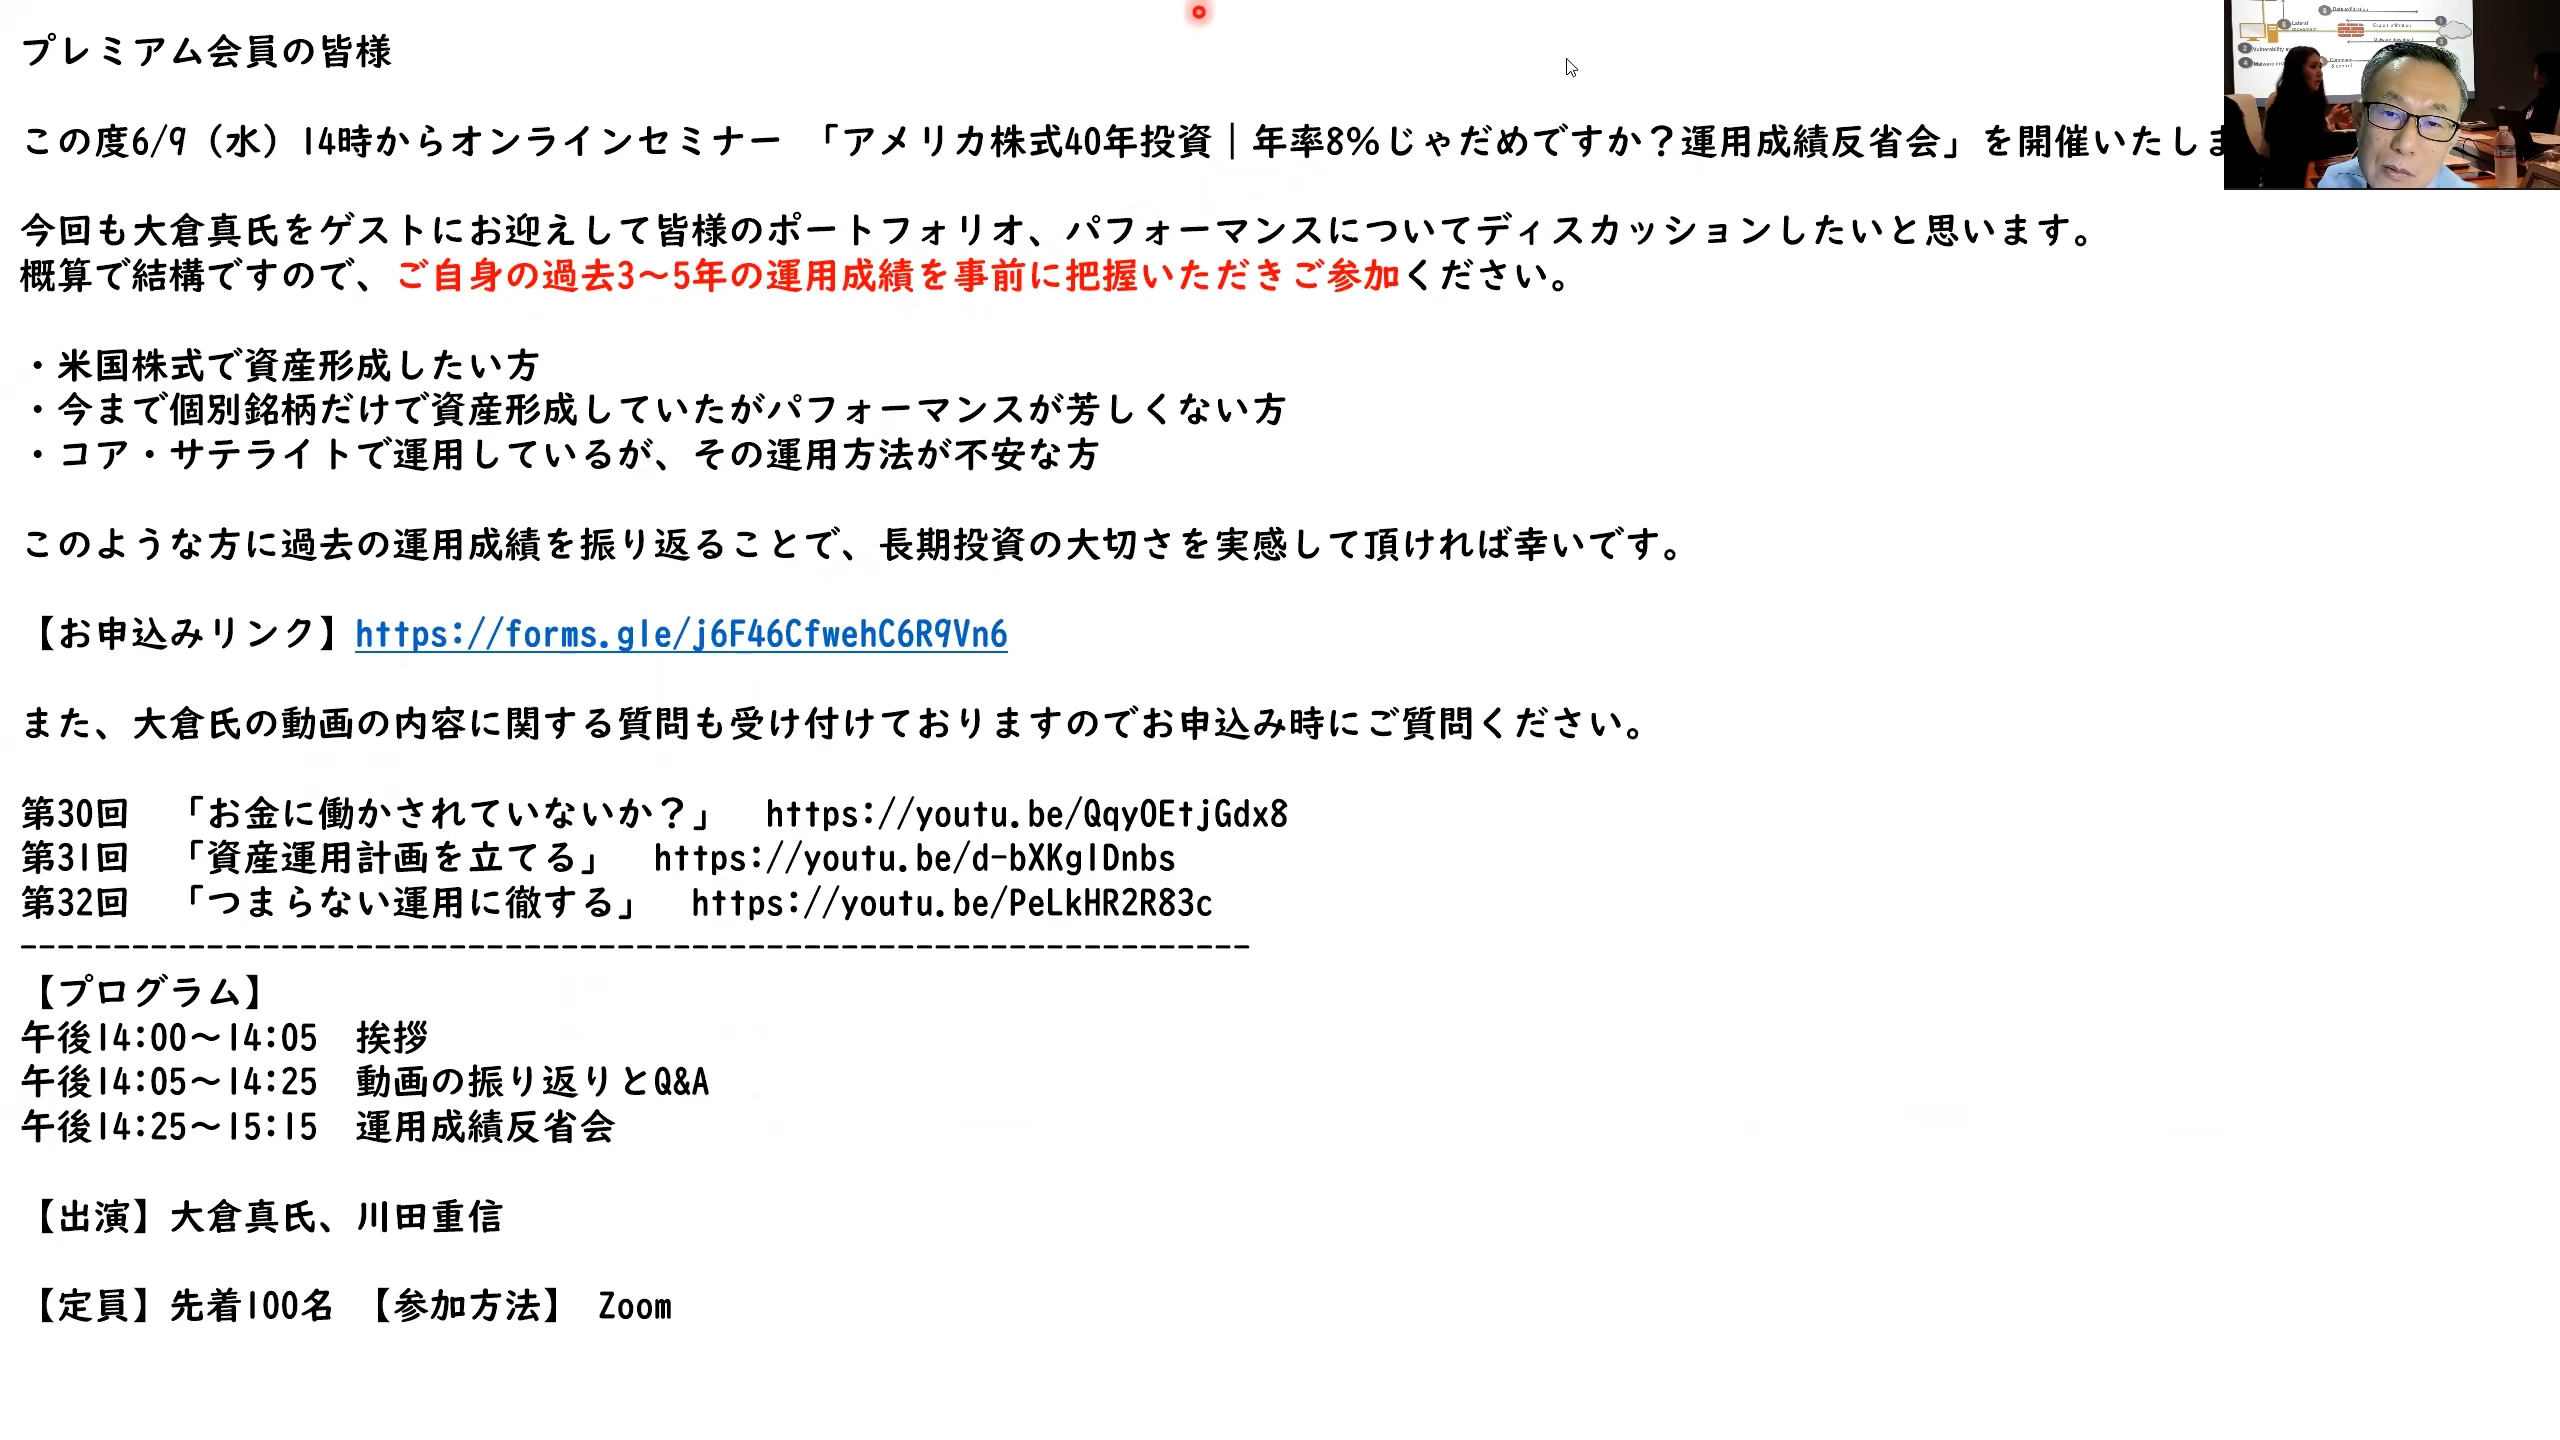 プレミアム会員の皆様
この度6/9（水）14時からオンラインセミナー 「アメリカ株式40年投資｜年率8%じゃだめですか？運用成績反省会」を開催いたしま
今回も大倉真氏をゲストにお迎えして皆様のポートフォリオ、パフォーマンスについてディスカッションしたいと思います。
概算で結構ですので、ご自身の過去3～5年の運用成績を事前に把握いただきご参加ください。
・米国株式で資産形成したい方
・今まで個別銘柄だけで資産形成していたがパフォーマンスが芳しくない方
・コア・サテライトで運用しているが、その運用方法が不安な方
このような方に過去の運用成績を振り返ることで、長期投資の大切さを実感して頂ければ幸いです。
【お申込みリンク】https://forms.gle/j6F46CfwehC6R9Vn6
また、大倉氏の動画の内容に関する質問も受け付けておりますのでお申込み時にご質問ください。
第30回 「お金に働かされていないか？」 https://youtu.be/Qqy0EtjGdx8
第31回 「資産運用計画を立てる」 https://youtu.be/d-bXKg1Dnbs
第32回 「つまらない運用に徹する」 https://youtu.be/PeLkHR2R83c
------------------------------------------------------------------
【プログラム】
午後14:00～14:05 挨拶
午後14:05～14:25 動画の振り返りとQ&A
午後14:25～15:15 運用成績反省会
【出演】大倉真氏、川田重信
【定員】先着100名 【参加方法】 Zoom
Lateral
movement